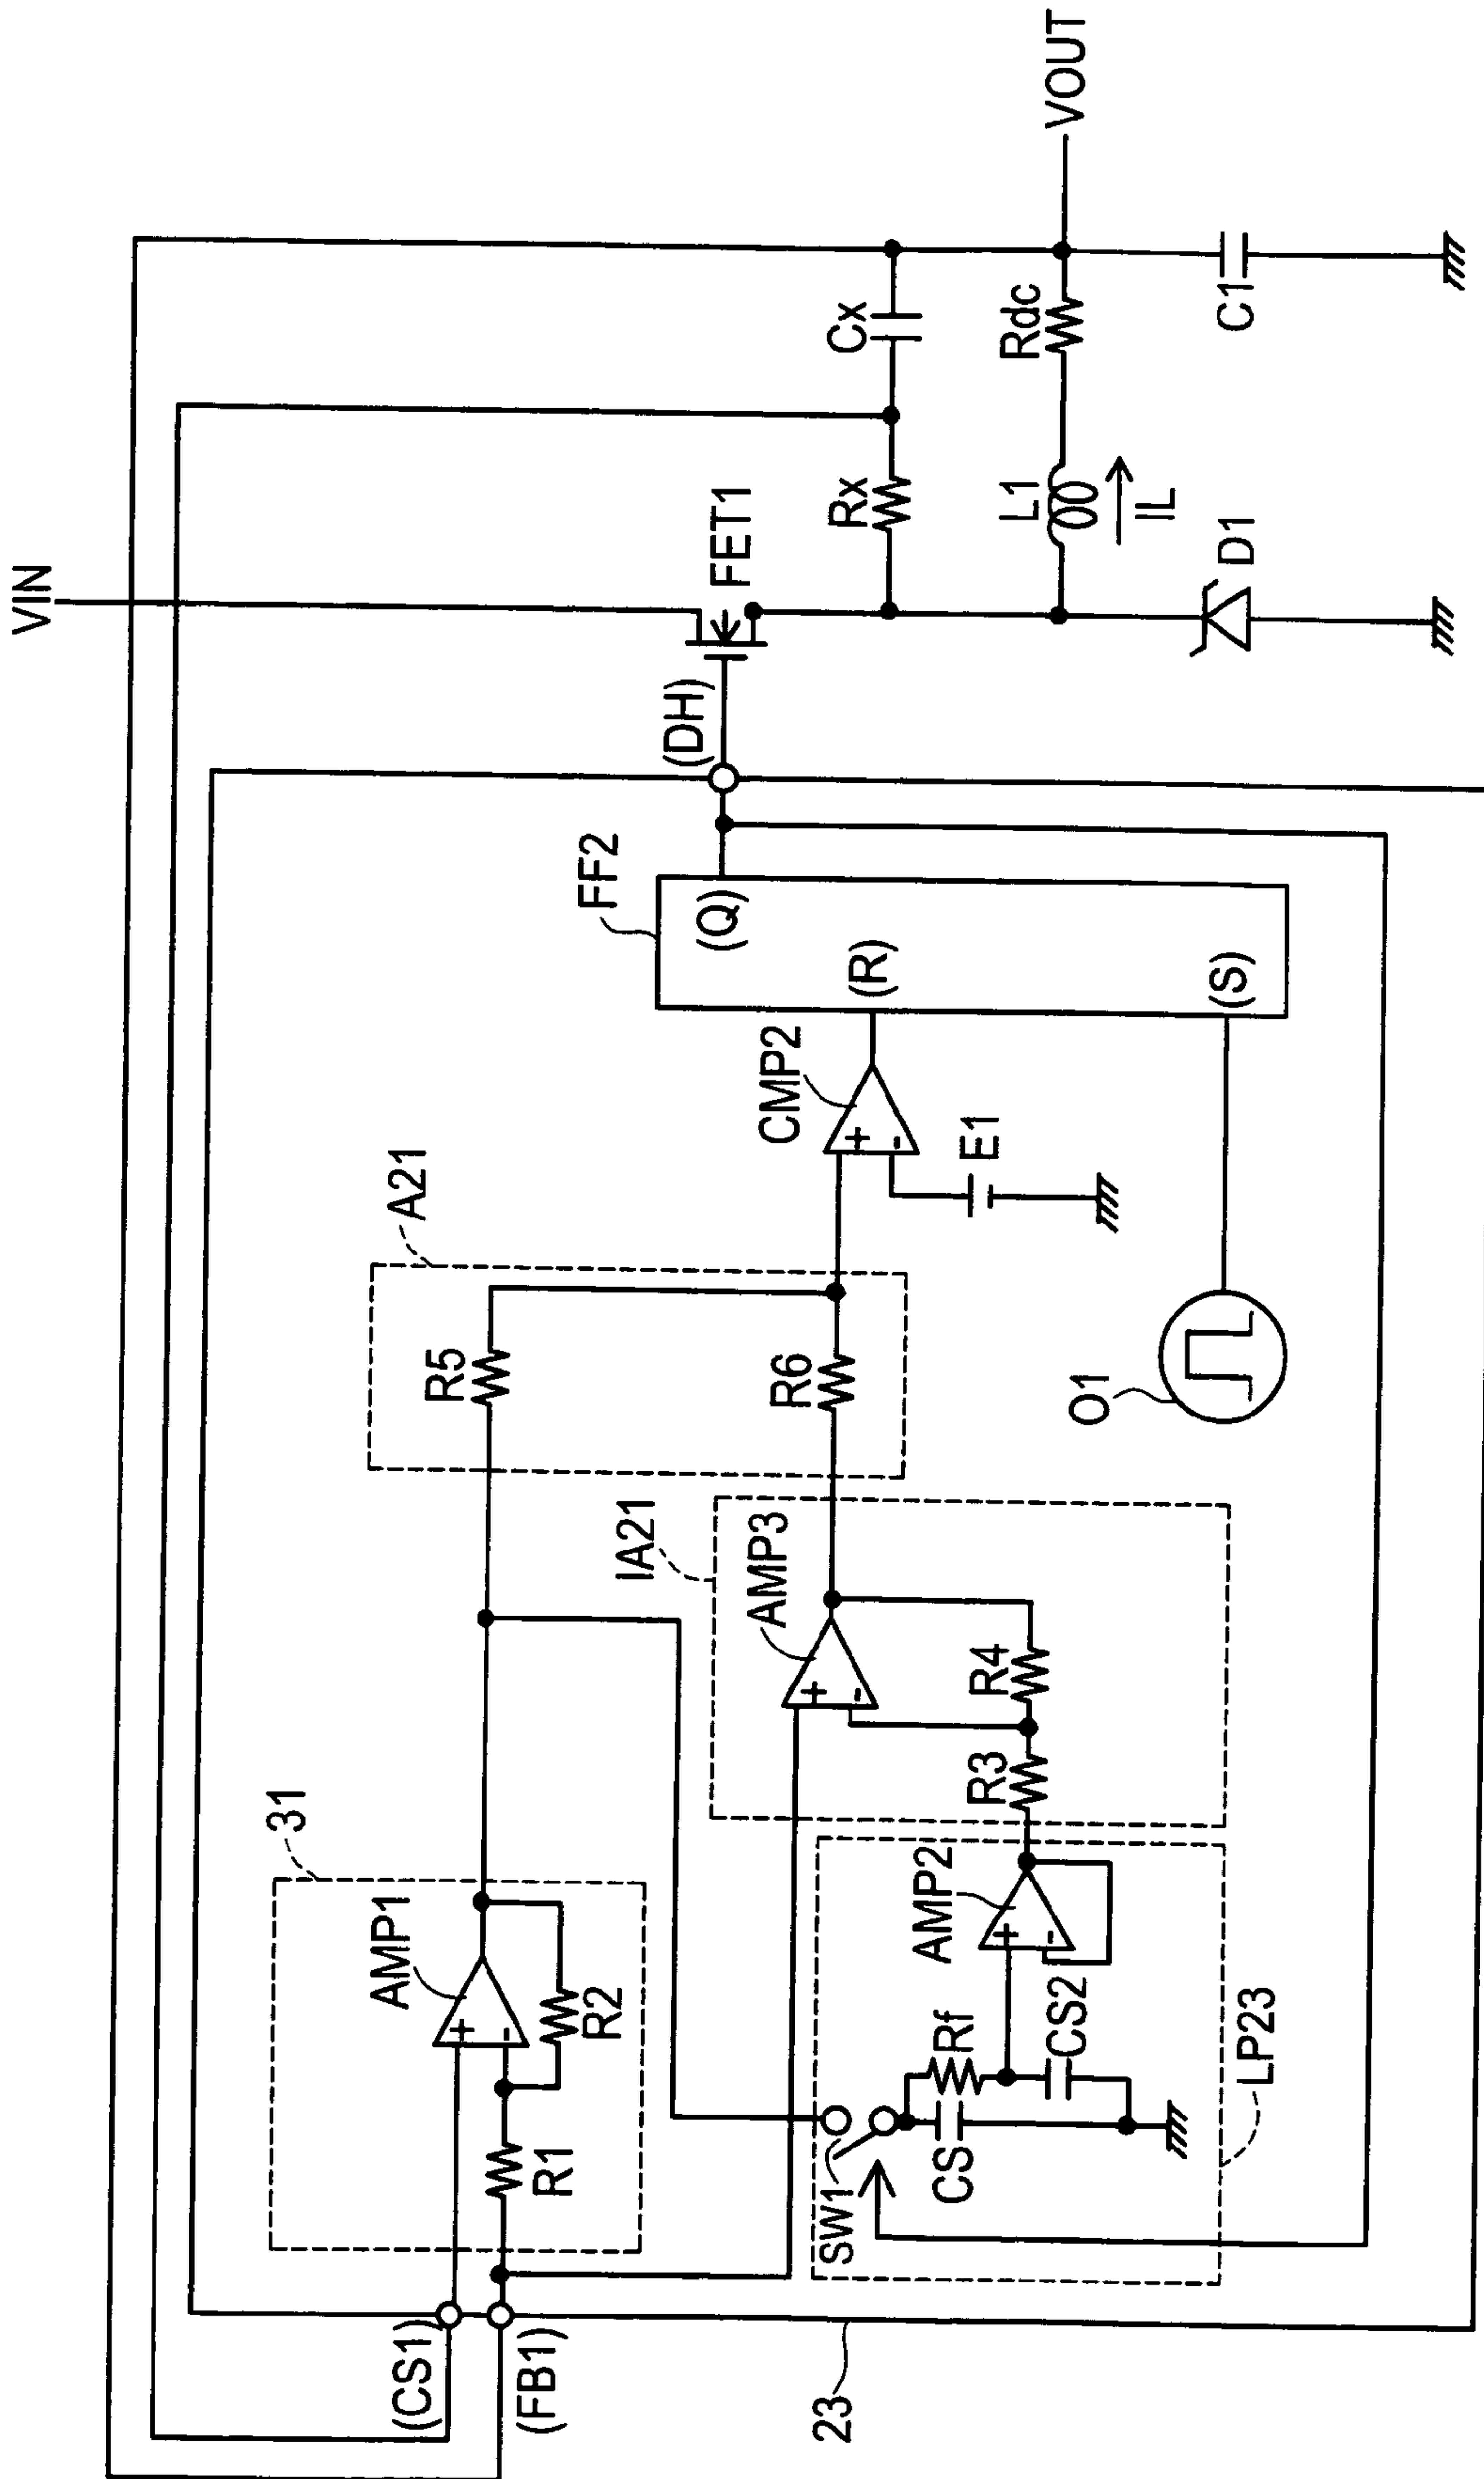 VIN
VOUT
FET1
(DH)
Rx
Cx
L1
Rdc
IL
D1
C1
FF2
(Q)
(R)
(S)
CMP2
+
-
E1
O1
A21
R5
R6
IA21
AMP3
+
-
R3
R4
31
AMP1
+
-
R1
R2
AMP2
+
-
Rf
CS2
CS
SW1
LP23
(CS1)
(FB1)
23